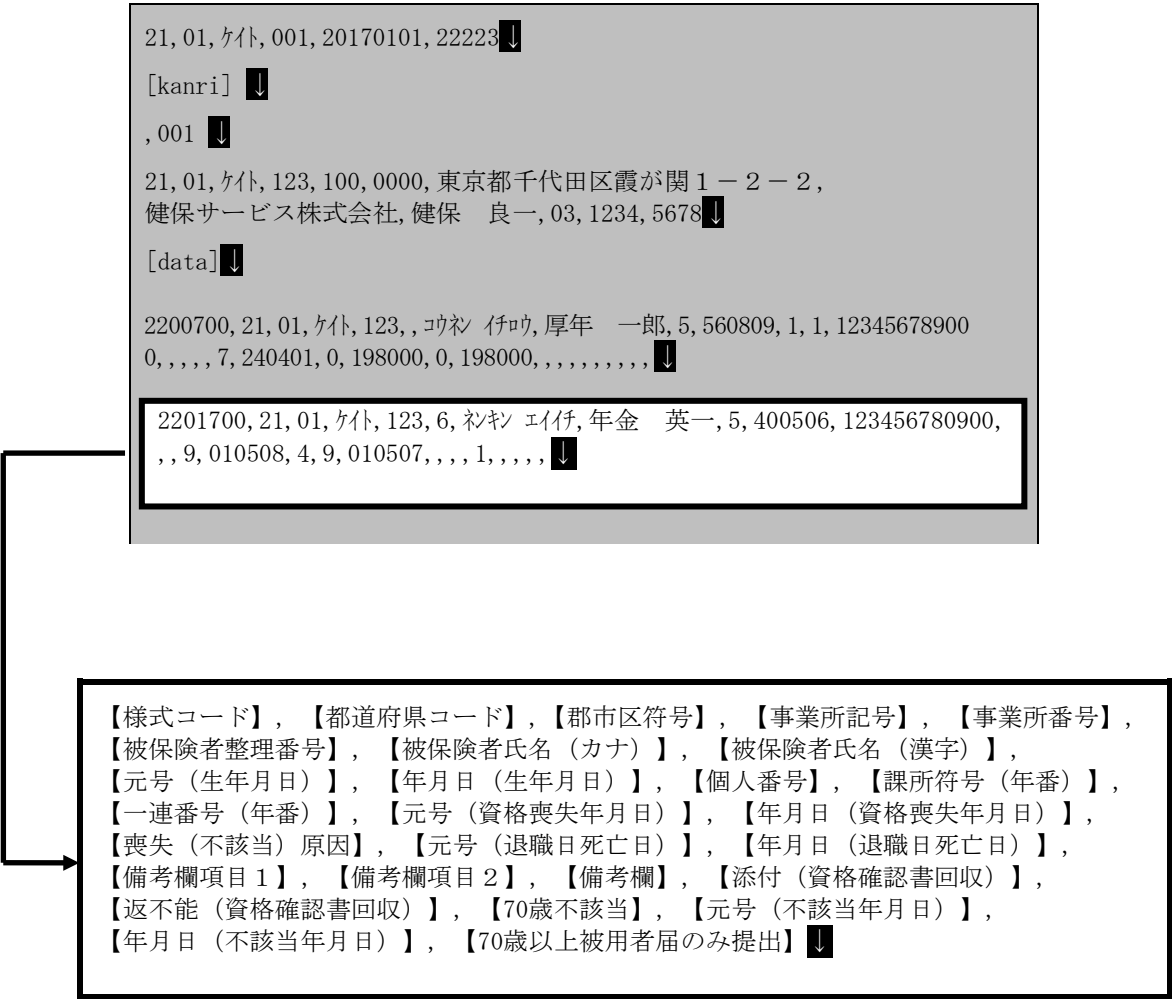 21,01,ｹｲﾄ,001,20170101,22223↓
[kanri] ↓
,001 ↓
21,01,ｹｲﾄ,123,100,0000,東京都千代田区霞が関１－２－２,
健保サービス株式会社,健保　良一,03,1234,5678↓
[data]↓
2200700,21,01,ｹｲﾄ,123,,ｺｳﾈﾝ ｲﾁﾛｳ,厚年　一郎,5,560809,1,1,12345678900
0,,,,,7,240401,0,198000,0,198000,,,,,,,,,,↓
2201700,21,01,ｹｲﾄ,123,6,ﾈﾝｷﾝ ｴｲｲﾁ,年金　英一,5,400506,123456780900,
,,9,010508,4,9,010507,,,,1,,,,,↓
【様式コード】, 【都道府県コード】,【郡市区符号】, 【事業所記号】, 【事業所番号】,
【被保険者整理番号】, 【被保険者氏名（カナ）】, 【被保険者氏名（漢字）】,
【元号（生年月日）】, 【年月日（生年月日）】, 【個人番号】, 【課所符号（年番）】,
【一連番号（年番）】, 【元号（資格喪失年月日）】, 【年月日（資格喪失年月日）】,
【喪失（不該当）原因】, 【元号（退職日死亡日）】, 【年月日（退職日死亡日）】,
【備考欄項目１】, 【備考欄項目２】, 【備考欄】, 【添付（資格確認書回収）】,
【返不能（資格確認書回収）】, 【70歳不該当】, 【元号（不該当年月日）】,
【年月日（不該当年月日）】, 【70歳以上被用者届のみ提出】↓